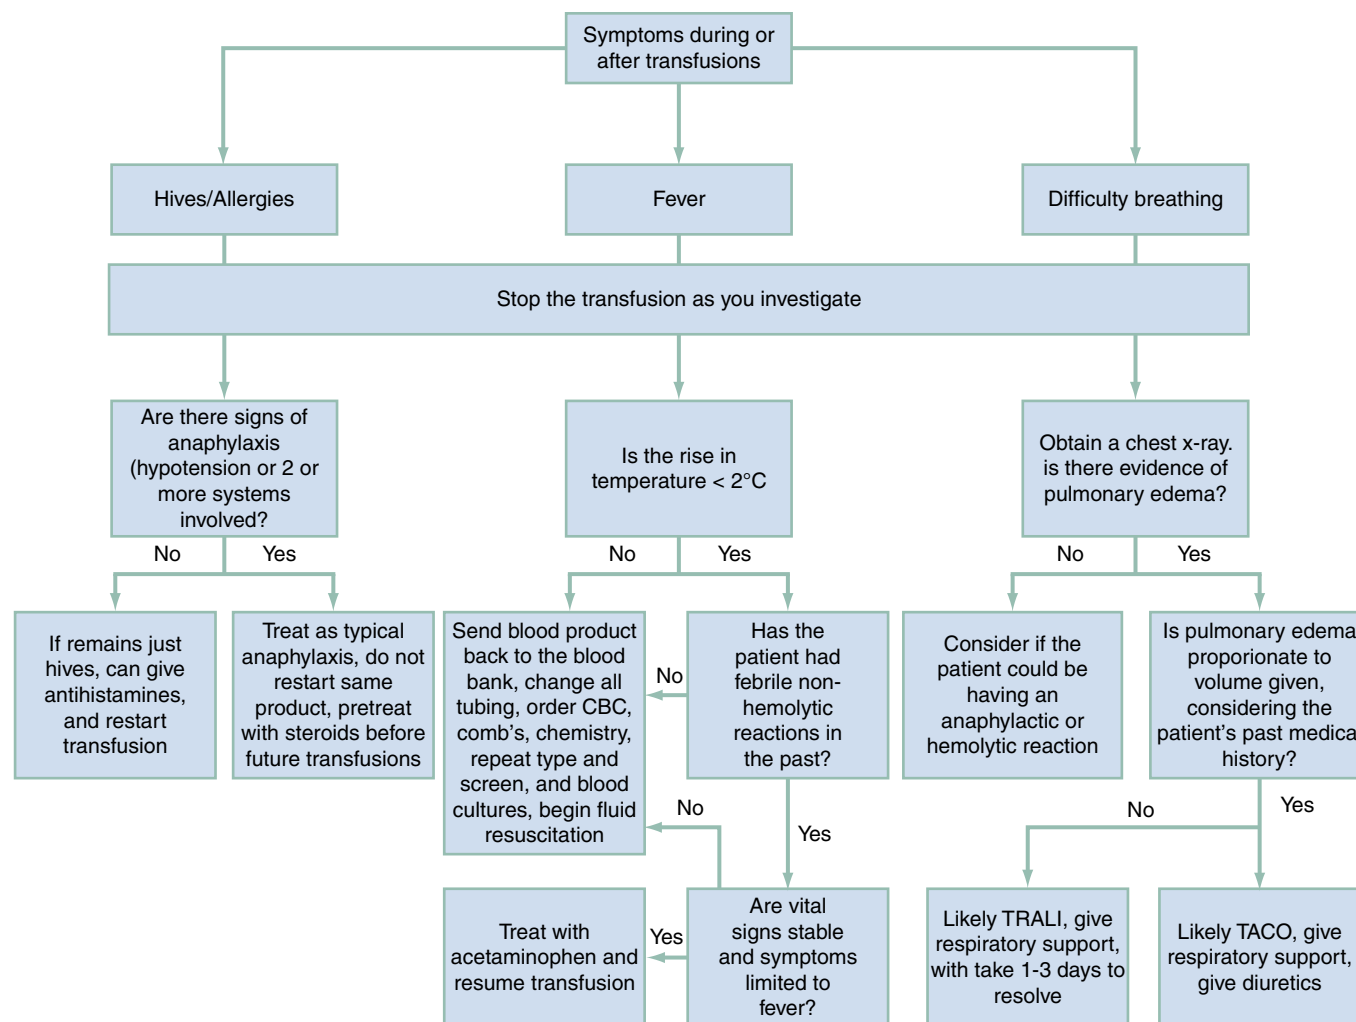 Symptoms during or
after transfusions
Hives/Allergies
Fever
Difficulty breathing
Stop the transfusion as you investigate
Are there signs of
anaphylaxis
(hypotension or 2 or
more systems
involved?
Is the rise in
temperature < 2°C
Obtain a chest x-ray.
is there evidence of
pulmonary edema?
No
Yes
No
Yes
No
Yes
If remains just
hives, can give
antihistamines,
and restart
transfusion
Treat as typical
anaphylaxis, do not
restart same
product, pretreat
with steroids before
future transfusions
Send blood product
back to the blood
bank, change all
tubing, order CBC,
comb's, chemistry,
repeat type and
screen, and blood
cultures, begin fluid
resuscitation
No
Has the
patient had
febrile non-
hemolytic
reactions in
the past?
Consider if the
patient could be
having an
anaphylactic or
hemolytic reaction
Is pulmonary edema
proporionate to
volume given,
considering the
patient's past medical
history?
No
Yes
No
Yes
Treat with
acetaminophen and
resume transfusion
Yes
Are vital
signs stable
and symptoms
limited to
fever?
Likely TRALI, give
respiratory support,
with take 1-3 days to
resolve
Likely TACO, give
respiratory support,
give diuretics